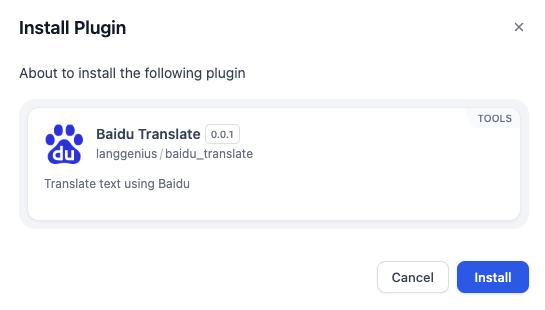 Install Plugin
About to install the following plugin
TOOLS
du
Baidu Translate 0.0.1
langgenius / baidu_translate
Translate text using Baidu
Cancel Install